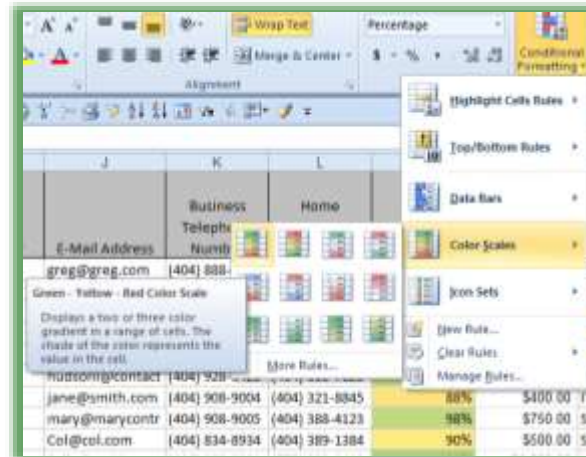 Wrap Text
Percentage
Merge & Center
$ % ,
Conditional
Formatting
Alignment
Highlight Cells Rules
Top/Bottom Rules
Data Bars
Color Scales
Icon Sets
New Rule...
Clear Rules
Manage Rules...
J K L
E-Mail Address
Business
Telepho
Numb
Home
greg@greg.com (404) 888-
Green - Yellow - Red Color Scale
Displays a two or three color
gradient in a range of cells. The
shade of the color represents the
value in the cell.
More Rules...
jane@smith.com (404) 908-9004 (404) 321-8845 88% $400.00
mary@marycontr (404) 908-9005 (404) 388-4123 98% $750.00
Col@col.com (404) 834-8934 (404) 389-1384 90% $500.00